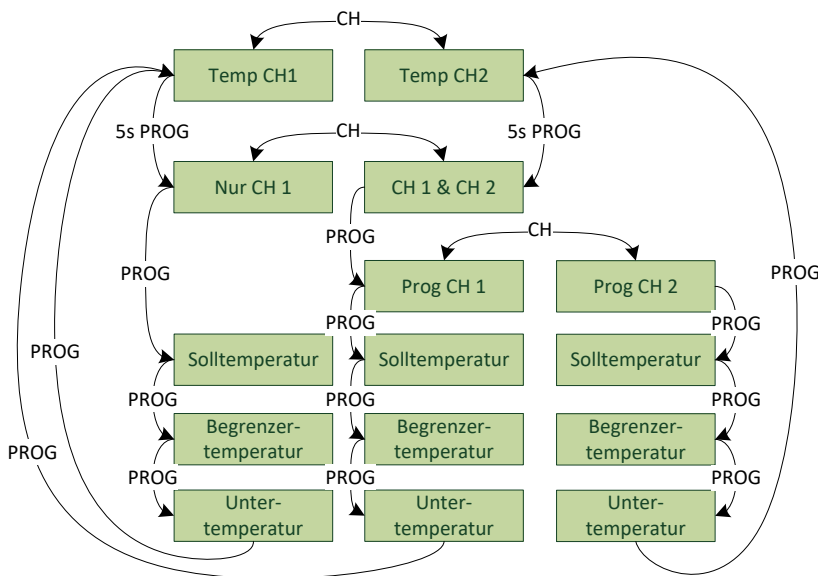 CH
Temp CH1
Temp CH2
5s PROG
CH
5s PROG
Nur CH 1
CH 1 & CH 2
PROG
CH
PROG
PROG
Prog CH 1
Prog CH 2
PROG
PROG
PROG
Solltemperatur
Solltemperatur
Solltemperatur
PROG
PROG
PROG
Begrenzer-
temperatur
Begrenzer-
temperatur
Begrenzer-
temperatur
PROG
PROG
PROG
PROG
Unter-
temperatur
Unter-
temperatur
Unter-
temperatur